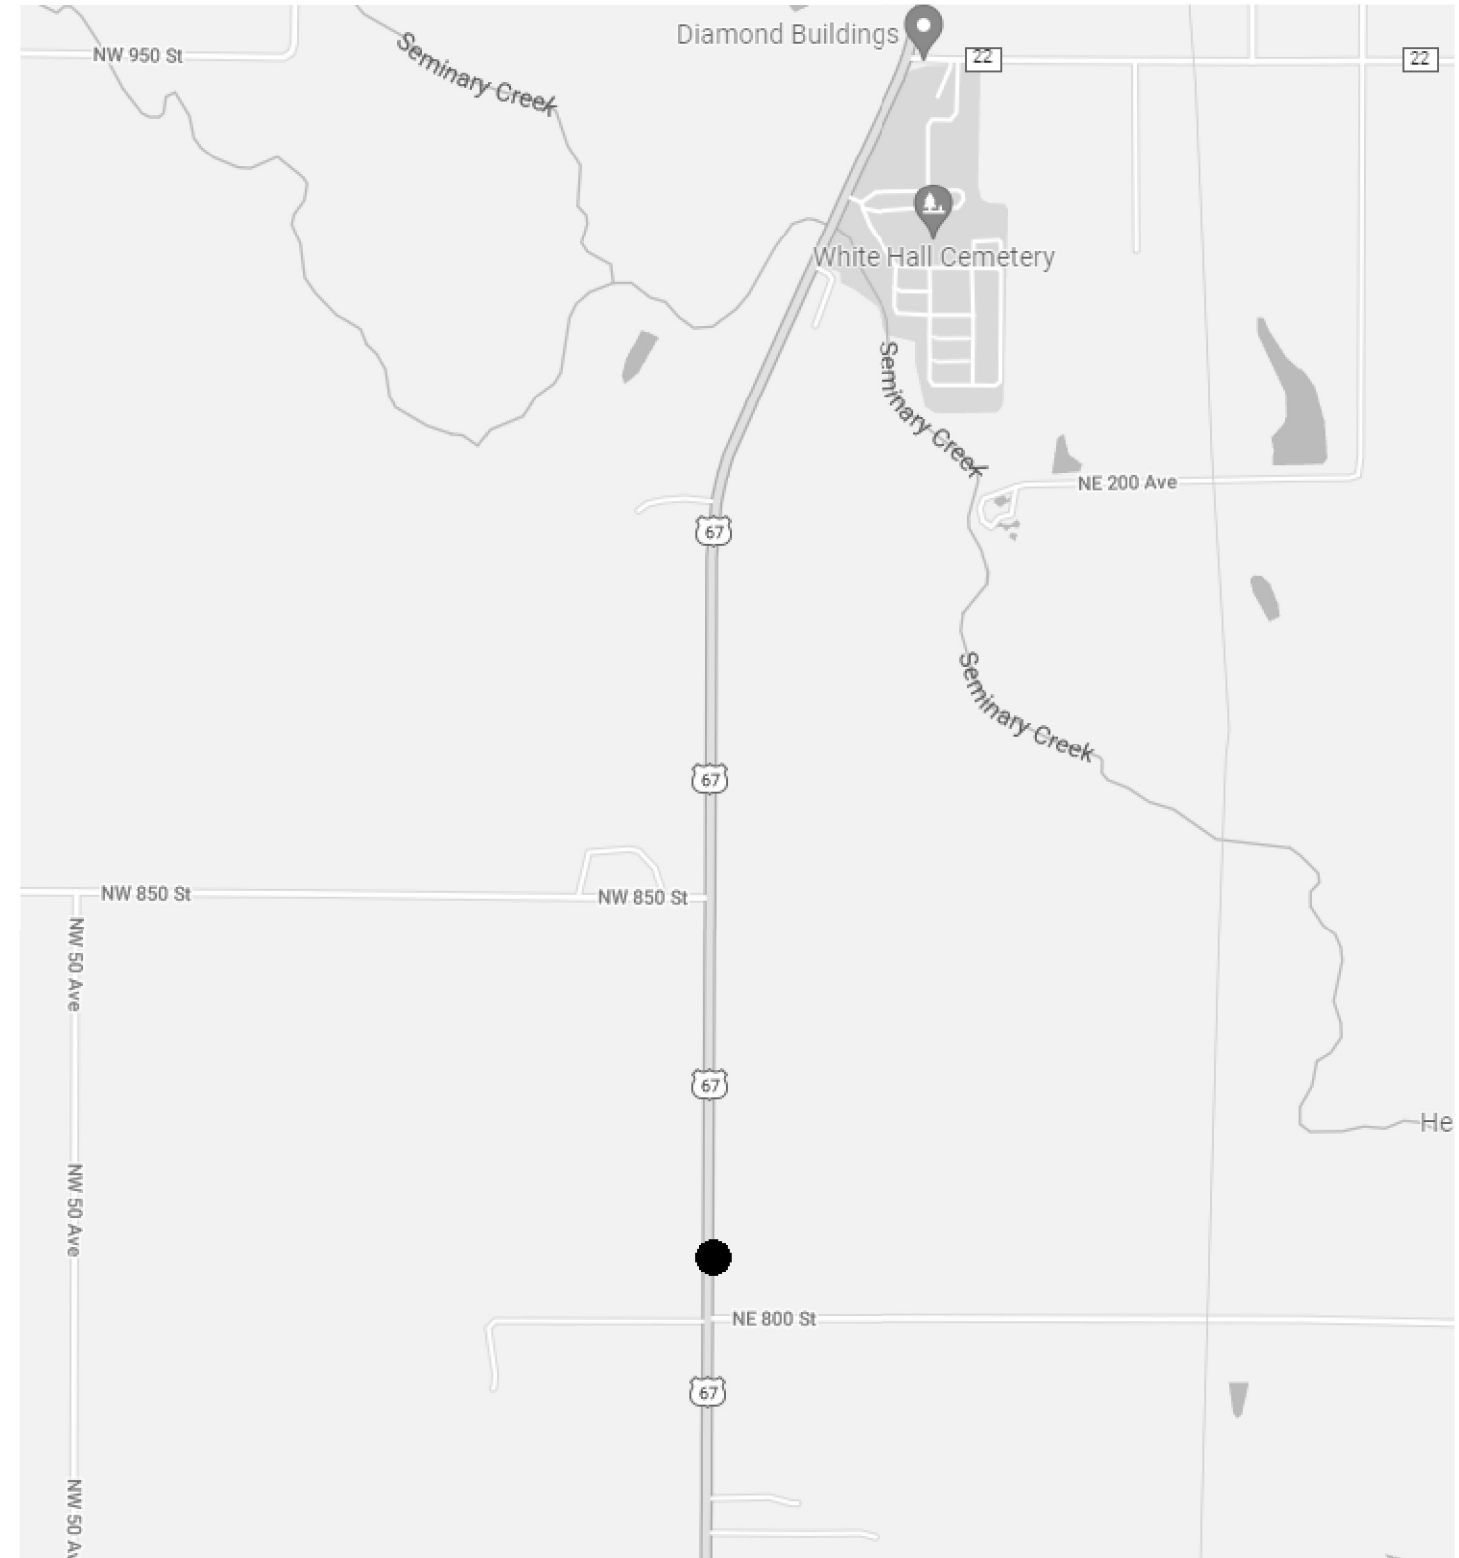 Diamond Buildings
22
22
NW 950 St
Seminary Creek
White Hall Cemetery
Seminary Creek
NE 200 Ave
67
Seminary Creek
67
NW 850 St
NW 850 St
NW 50 Ave
67
He
NW 50 Ave
NE 800 St
67
NW 50 Av